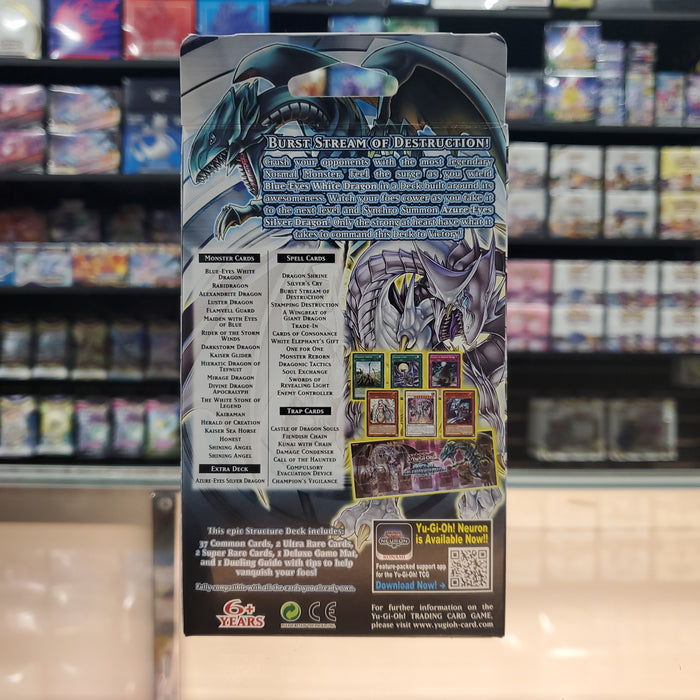 BURST STREAM OF DESTRUCTION!
Crush your opponents with the most legendary
Normal Monster. Feel the surge as you wield
Blue-Eyes White Dragon in a Deck built around its
awesomeness. Watch your foes cower as you take it
to the next level and Synchro Summon Azure-Eyes
Silver Dragon! Only the strong at heart have what it
takes to command this Deck to victory!
MONSTER CARDS
BLUE-EYES WHITE
DRAGON
RABIDRAGON
ALEXANDRITE DRAGON
LUSTER DRAGON
FLAMVELL GUARD
MAIDEN WITH EYES
OF BLUE
RIDER OF THE STORM
WINDS
DARKSTORM DRAGON
KAISER GLIDER
HIERATIC DRAGON OF
TEFNUIT
MIRAGE DRAGON
DIVINE DRAGON
APOCRALYPH
THE WHITE STONE OF
LEGEND
KAIBAMAN
HERALD OF CREATION
KAISER SEA HORSE
HONEST
SHINING ANGEL
SHINING ANGEL
EXTRA DECK
AZURE-EYES SILVER DRAGON
SPELL CARDS
DRAGON SHRINE
SILVER'S CRY
BURST STREAM OF
DESTRUCTION
STAMPING DESTRUCTION
A WINGBEAT OF
GIANT DRAGON
TRADE-IN
CARDS OF CONSONANCE
WHITE ELEPHANT'S GIFT
ONE FOR ONE
MONSTER REBORN
DRAGONIC TACTICS
SOUL EXCHANGE
SWORDS OF
REVEALING LIGHT
ENEMY CONTROLLER
TRAP CARDS
CASTLE OF DRAGON SOULS
FIENDISH CHAIN
KUNAI WITH CHAIN
DAMAGE CONDENSER
CALL OF THE HAUNTED
COMPULSORY
EVACUATION DEVICE
CHAMPION'S VIGILANCE
This epic Structure Deck includes:
37 Common Cards, 2 Ultra Rare Cards,
2 Super Rare Cards, 1 Deluxe Game Mat,
and 1 Dueling Guide with tips to help
vanquish your foes!
Fully compatible with all the cards you already own.
6+
YEARS
CE
NEURON
KONAMI
Yu-Gi-Oh! Neuron
is Available Now!!
Feature-packed support app
for the Yu-Gi-Oh! TCG
Download Now!
For further information on the
Yu-Gi-Oh! TRADING CARD GAME,
please visit www.yugioh-card.com